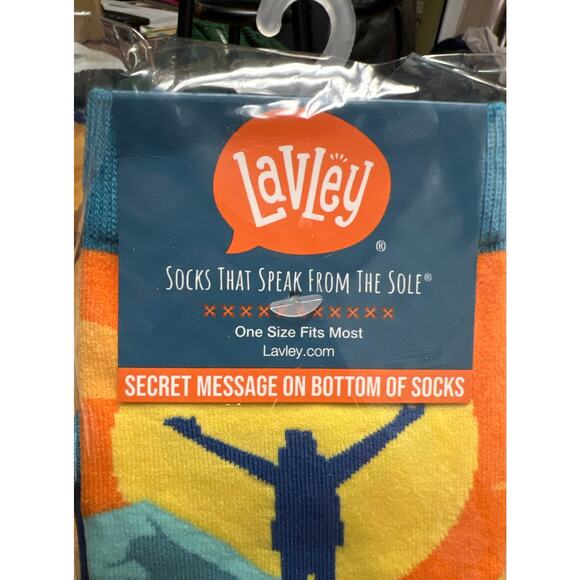 Lavley®
Socks That Speak From The Sole®
xxxxxxxxxxxx
One Size Fits Most
Lavley.com
SECRET MESSAGE ON BOTTOM OF SOCKS